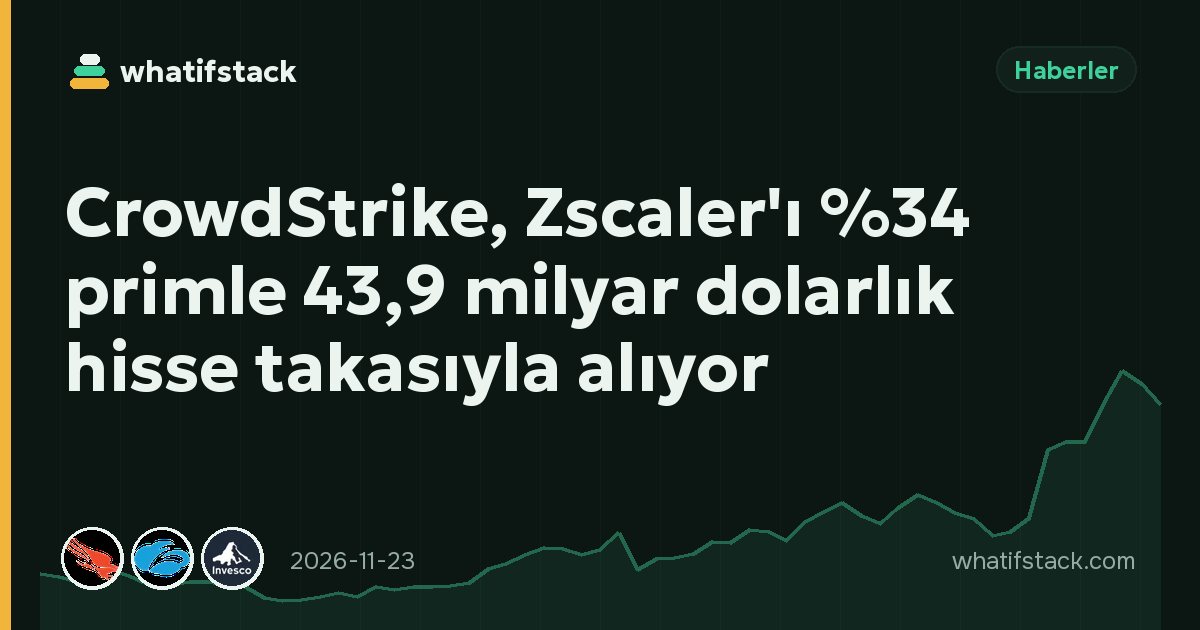 whatifstack
Haberler
CrowdStrike, Zscaler'ı %34
primle 43,9 milyar dolarlık
hisse takasıyla alıyor
Invesco
2026-11-23
whatifstack.com